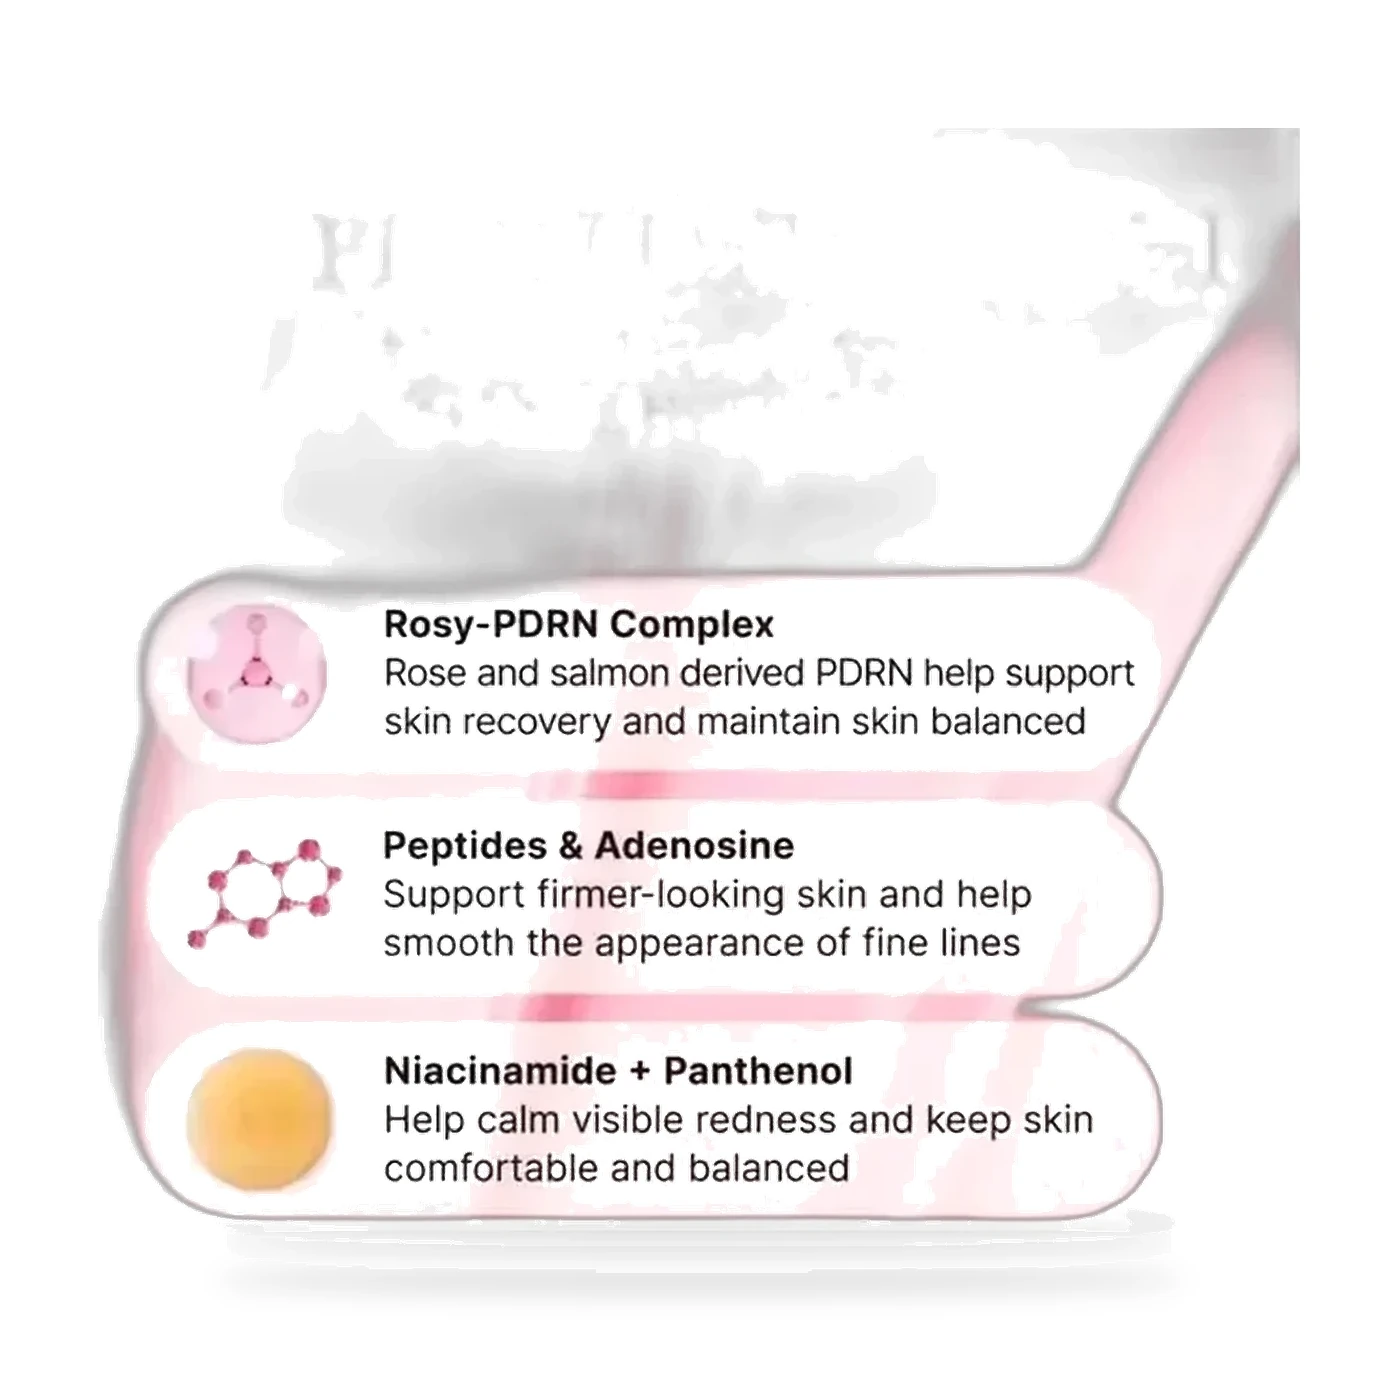 Rosy-PDRN Complex
Rose and salmon derived PDRN help support
skin recovery and maintain skin balanced
Peptides & Adenosine
Support firmer-looking skin and help
smooth the appearance of fine lines
Niacinamide + Panthenol
Help calm visible redness and keep skin
comfortable and balanced